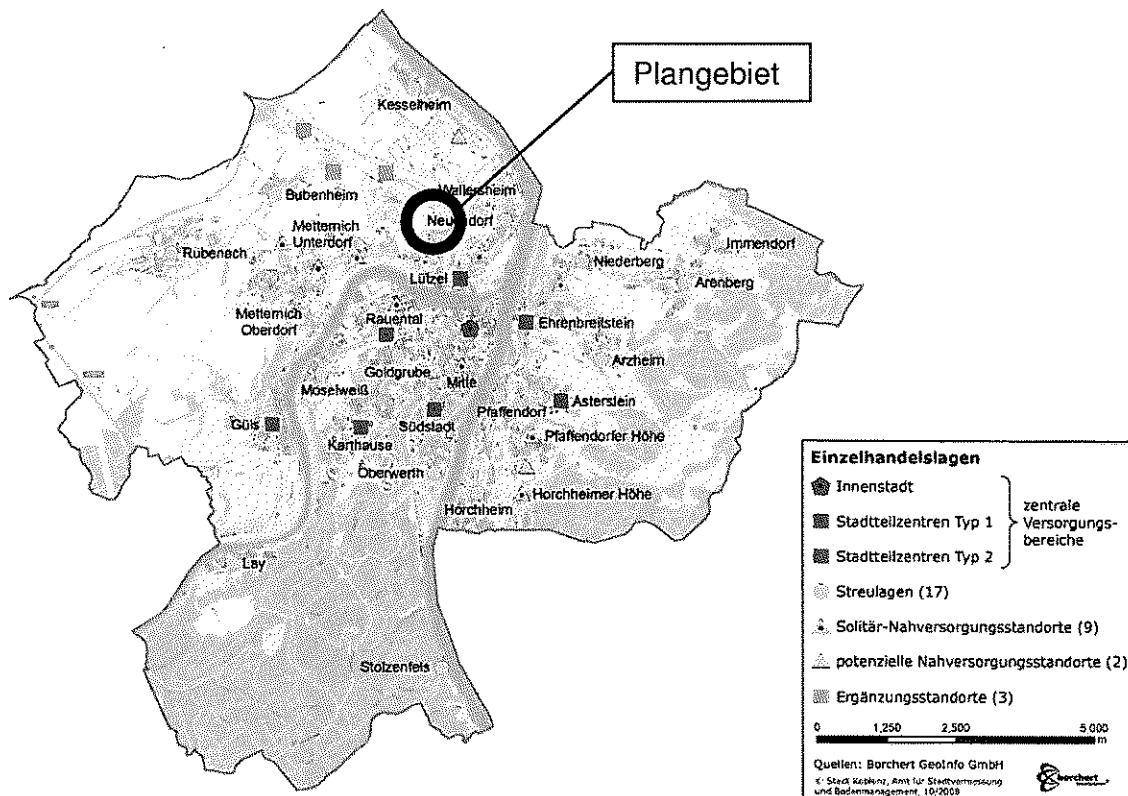 Plangebiet
Kesselheim
Wallersheim
Bubenheim
Neuendorf
Metternich
Unterdorf
Rübenach
Immendorf
Niederberg
Arenberg
Lützel
Metternich
Oberdorf
Rauental
Ehrenbreitstein
Arzheim
Goldgrube
Mitte
Moselweiß
Asterstein
Pfaffendorf
Güls
Südstadt
Karthause
Pfaffendorfer Höhe
Oberwerth
Horchheimer Höhe
Horchheim
Lay
Stolzenfels
Einzelhandelslagen
Innenstadt
Stadtteilzentren Typ 1
Stadtteilzentren Typ 2
zentrale
Versorgungs-
bereiche
Streulagen (17)
Solitär-Nahversorgungsstandorte (9)
potenzielle Nahversorgungsstandorte (2)
Ergänzungsstandorte (3)
0 1,250 2,500 5 000
m
Quellen: Borchert GeoInfo GmbH
© Stadt Koblenz, Amt für Stadtvermessung
und Bodenmanagement, 10/2008
borchert